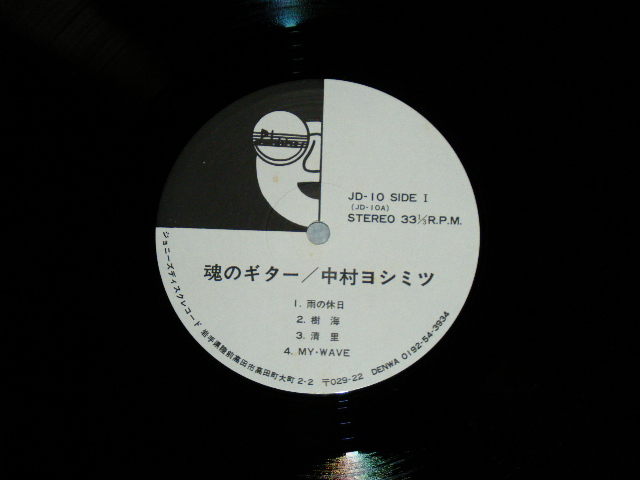 JD-10 SIDE I
(JD-10A)
STEREO 33⅓ R.P.M.
魂のギター/中村ヨシミツ
1. 雨の休日
2. 樹 海
3. 清 里
4. MY-WAVE
ジョニーズディスクレコード 岩手県陸前高田市高田町大町2-2 〒029-22 DENWA 0192-54-3934